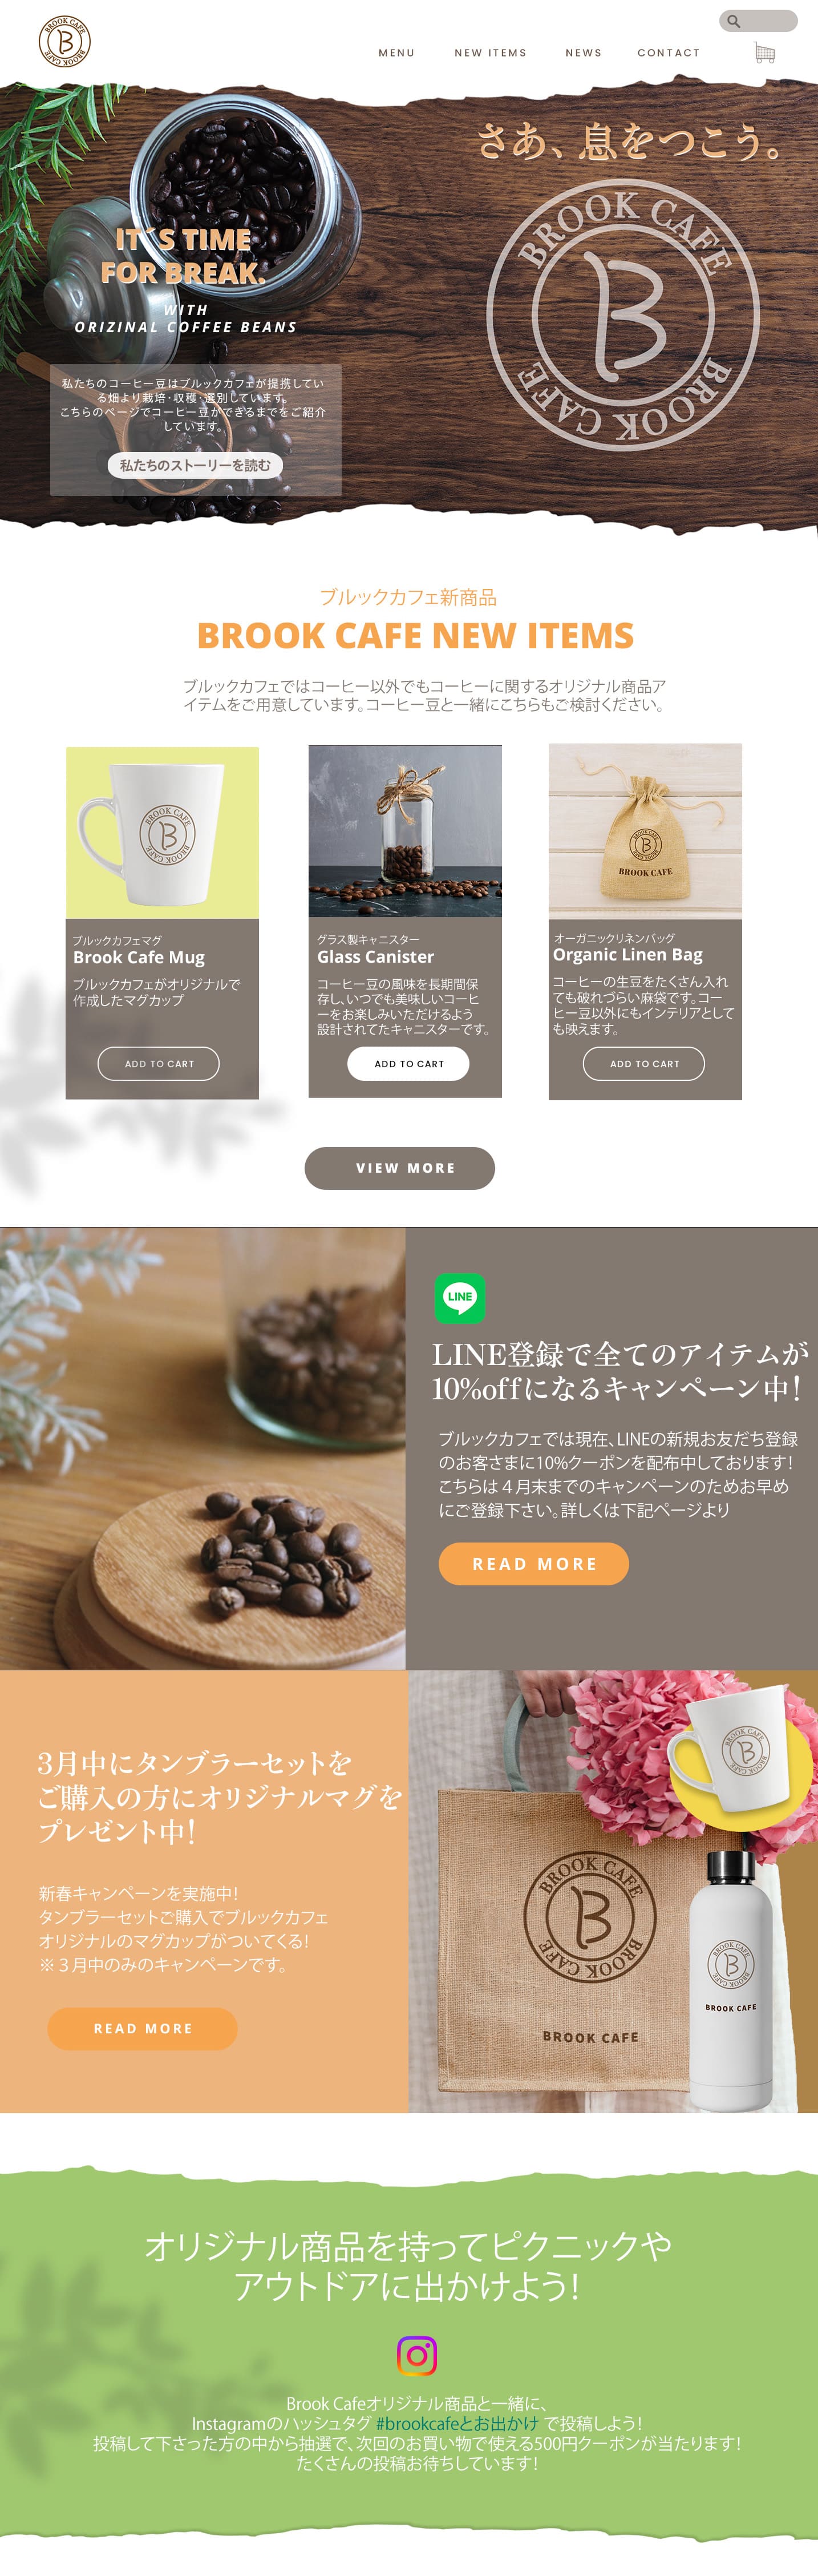 BROOK CAFE
B
BROOK CAFE
MENU
NEW ITEMS
NEWS
CONTACT
さあ、息をつこう。
BROOK CAFE
B
BROOK CAFE
IT´S TIME
FOR BREAK.
WITH
ORIZINAL COFFEE BEANS
私たちのコーヒー豆はブルックカフェが提携してい
る畑より栽培・収穫・選別しています。
こちらのページでコーヒー豆ができるまでをご紹介
しています。
私たちのストーリーを読む
ブルックカフェ新商品
BROOK CAFE NEW ITEMS
ブルックカフェではコーヒー以外でもコーヒーに関するオリジナル商品ア
イテムをご用意しています。コーヒー豆と一緒にこちらもご検討ください。
BROOK CAFE
B
BROOK CAFE
ブルックカフェマグ
Brook Cafe Mug
ブルックカフェがオリジナルで
作成したマグカップ
ADD TO CART
グラス製キャニスター
Glass Canister
コーヒー豆の風味を長期間保
存し、いつでも美味しいコーヒ
ーをお楽しみいただけるよう
設計されてたキャニスターです。
ADD TO CART
BROOK CAFE
B
BROOK CAFE
BROOK CAFE
オーガニックリネンバッグ
Organic Linen Bag
コーヒーの生豆をたくさん入れ
ても破れづらい麻袋です。コー
ヒー豆以外にもインテリアとして
も映えます。
ADD TO CART
VIEW MORE
LINE
LINE登録で全てのアイテムが
10%offになるキャンペーン中！
ブルックカフェでは現在、LINEの新規お友だち登録
のお客さまに10%クーポンを配布中しております！
こちらは４月末までのキャンペーンのためお早め
にご登録下さい。詳しくは下記ページより
READ MORE
3月中にタンブラーセットを
ご購入の方にオリジナルマグを
プレゼント中！
新春キャンペーンを実施中！
タンブラーセットご購入でブルックカフェ
オリジナルのマグカップがついてくる！
※３月中のみのキャンペーンです。
READ MORE
BROOK CAFE
B
BROOK CAFE
BROOK CAFE
B
BROOK CAFE
BROOK CAFE
BROOK CAFE
B
BROOK CAFE
BROOK CAFE
オリジナル商品を持ってピクニックや
アウトドアに出かけよう！
Brook Cafeオリジナル商品と一緒に、
Instagramのハッシュタグ #brookcafeとお出かけ で投稿しよう！
投稿して下さった方の中から抽選で、次回のお買い物で使える500円クーポンが当たります！
たくさんの投稿お待ちしています！